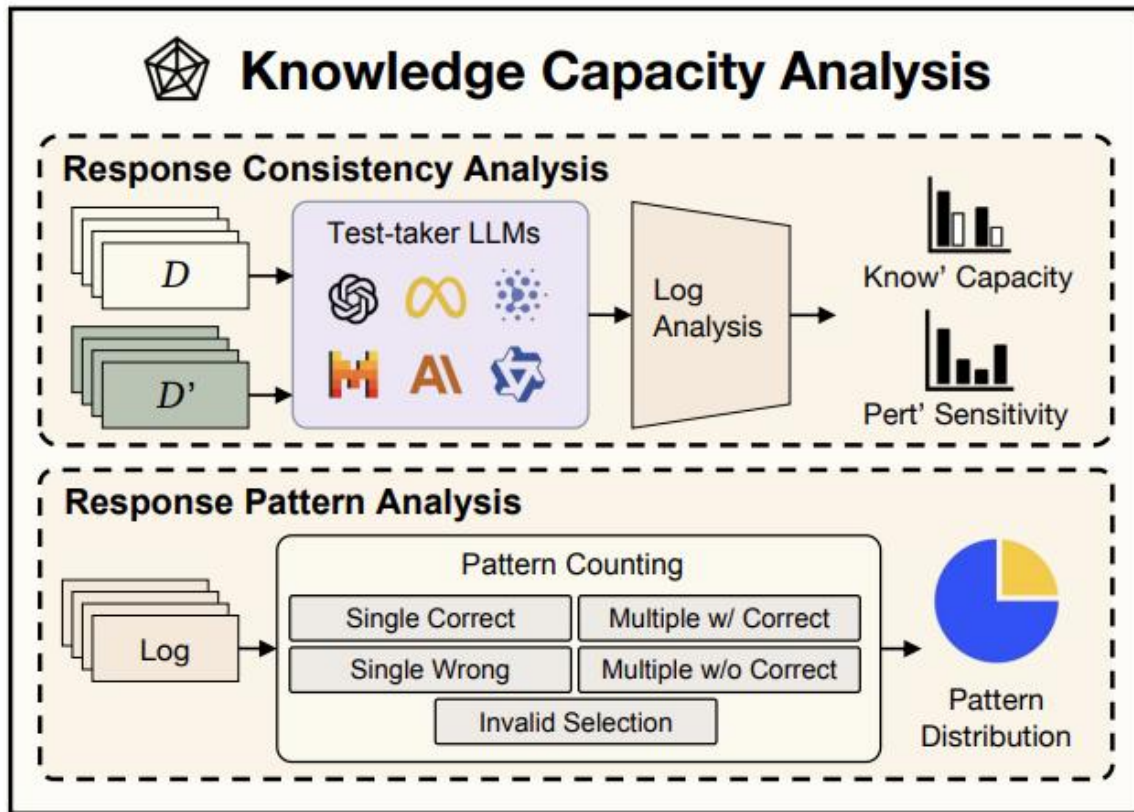 Knowledge Capacity Analysis
Response Consistency Analysis
D
D’
Test-taker LLMs
Log
Analysis
Know’ Capacity
Pert’ Sensitivity
Response Pattern Analysis
Log
Pattern Counting
Single Correct
Multiple w/ Correct
Single Wrong
Multiple w/o Correct
Invalid Selection
Pattern
Distribution